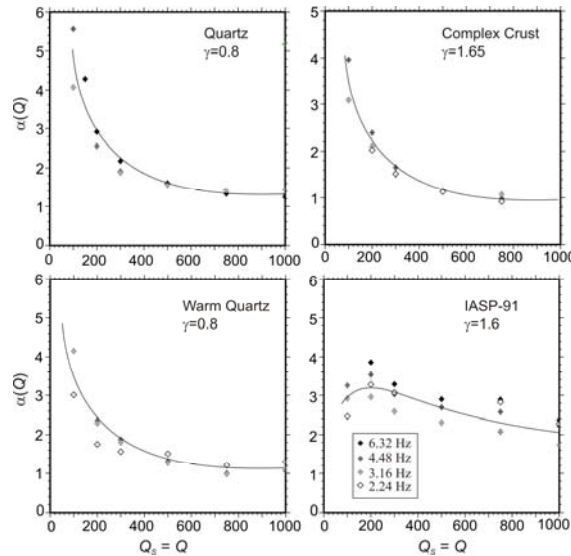 6
5
4
3
2
1
0
α(Q)
0 200 400 600 800 1000
Quartz
γ=0.8
5
4
3
2
1
0
0 200 400 600 800 1000
Complex Crust
γ=1.65
6
5
4
3
2
1
0
α(Q)
0 200 400 600 800 1000
Qs = Q
Warm Quartz
γ=0.8
5
4
3
2
1
0
0 200 400 600 800 1000
Qs = Q
IASP-91
γ=1.6
6.32 Hz
4.48 Hz
3.16 Hz
2.24 Hz